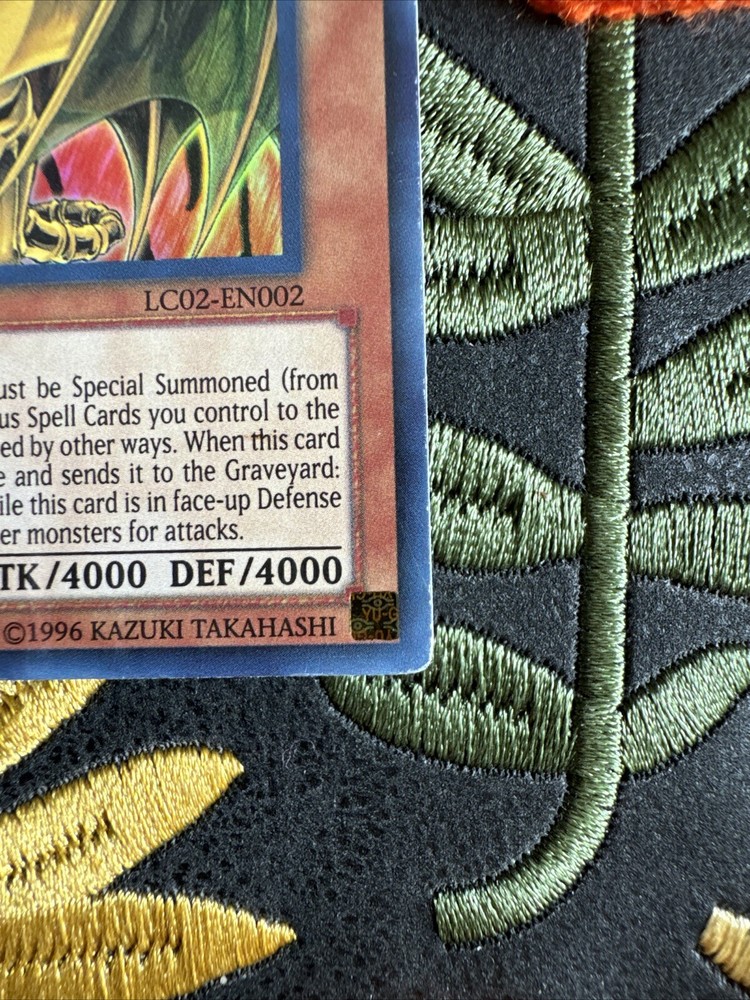 LC02-EN002
ust be Special Summoned (from
us Spell Cards you control to the
ed by other ways. When this card
e and sends it to the Graveyard:
ile this card is in face-up Defense
er monsters for attacks.
TK/4000 DEF/4000
©1996 KAZUKI TAKAHASHI